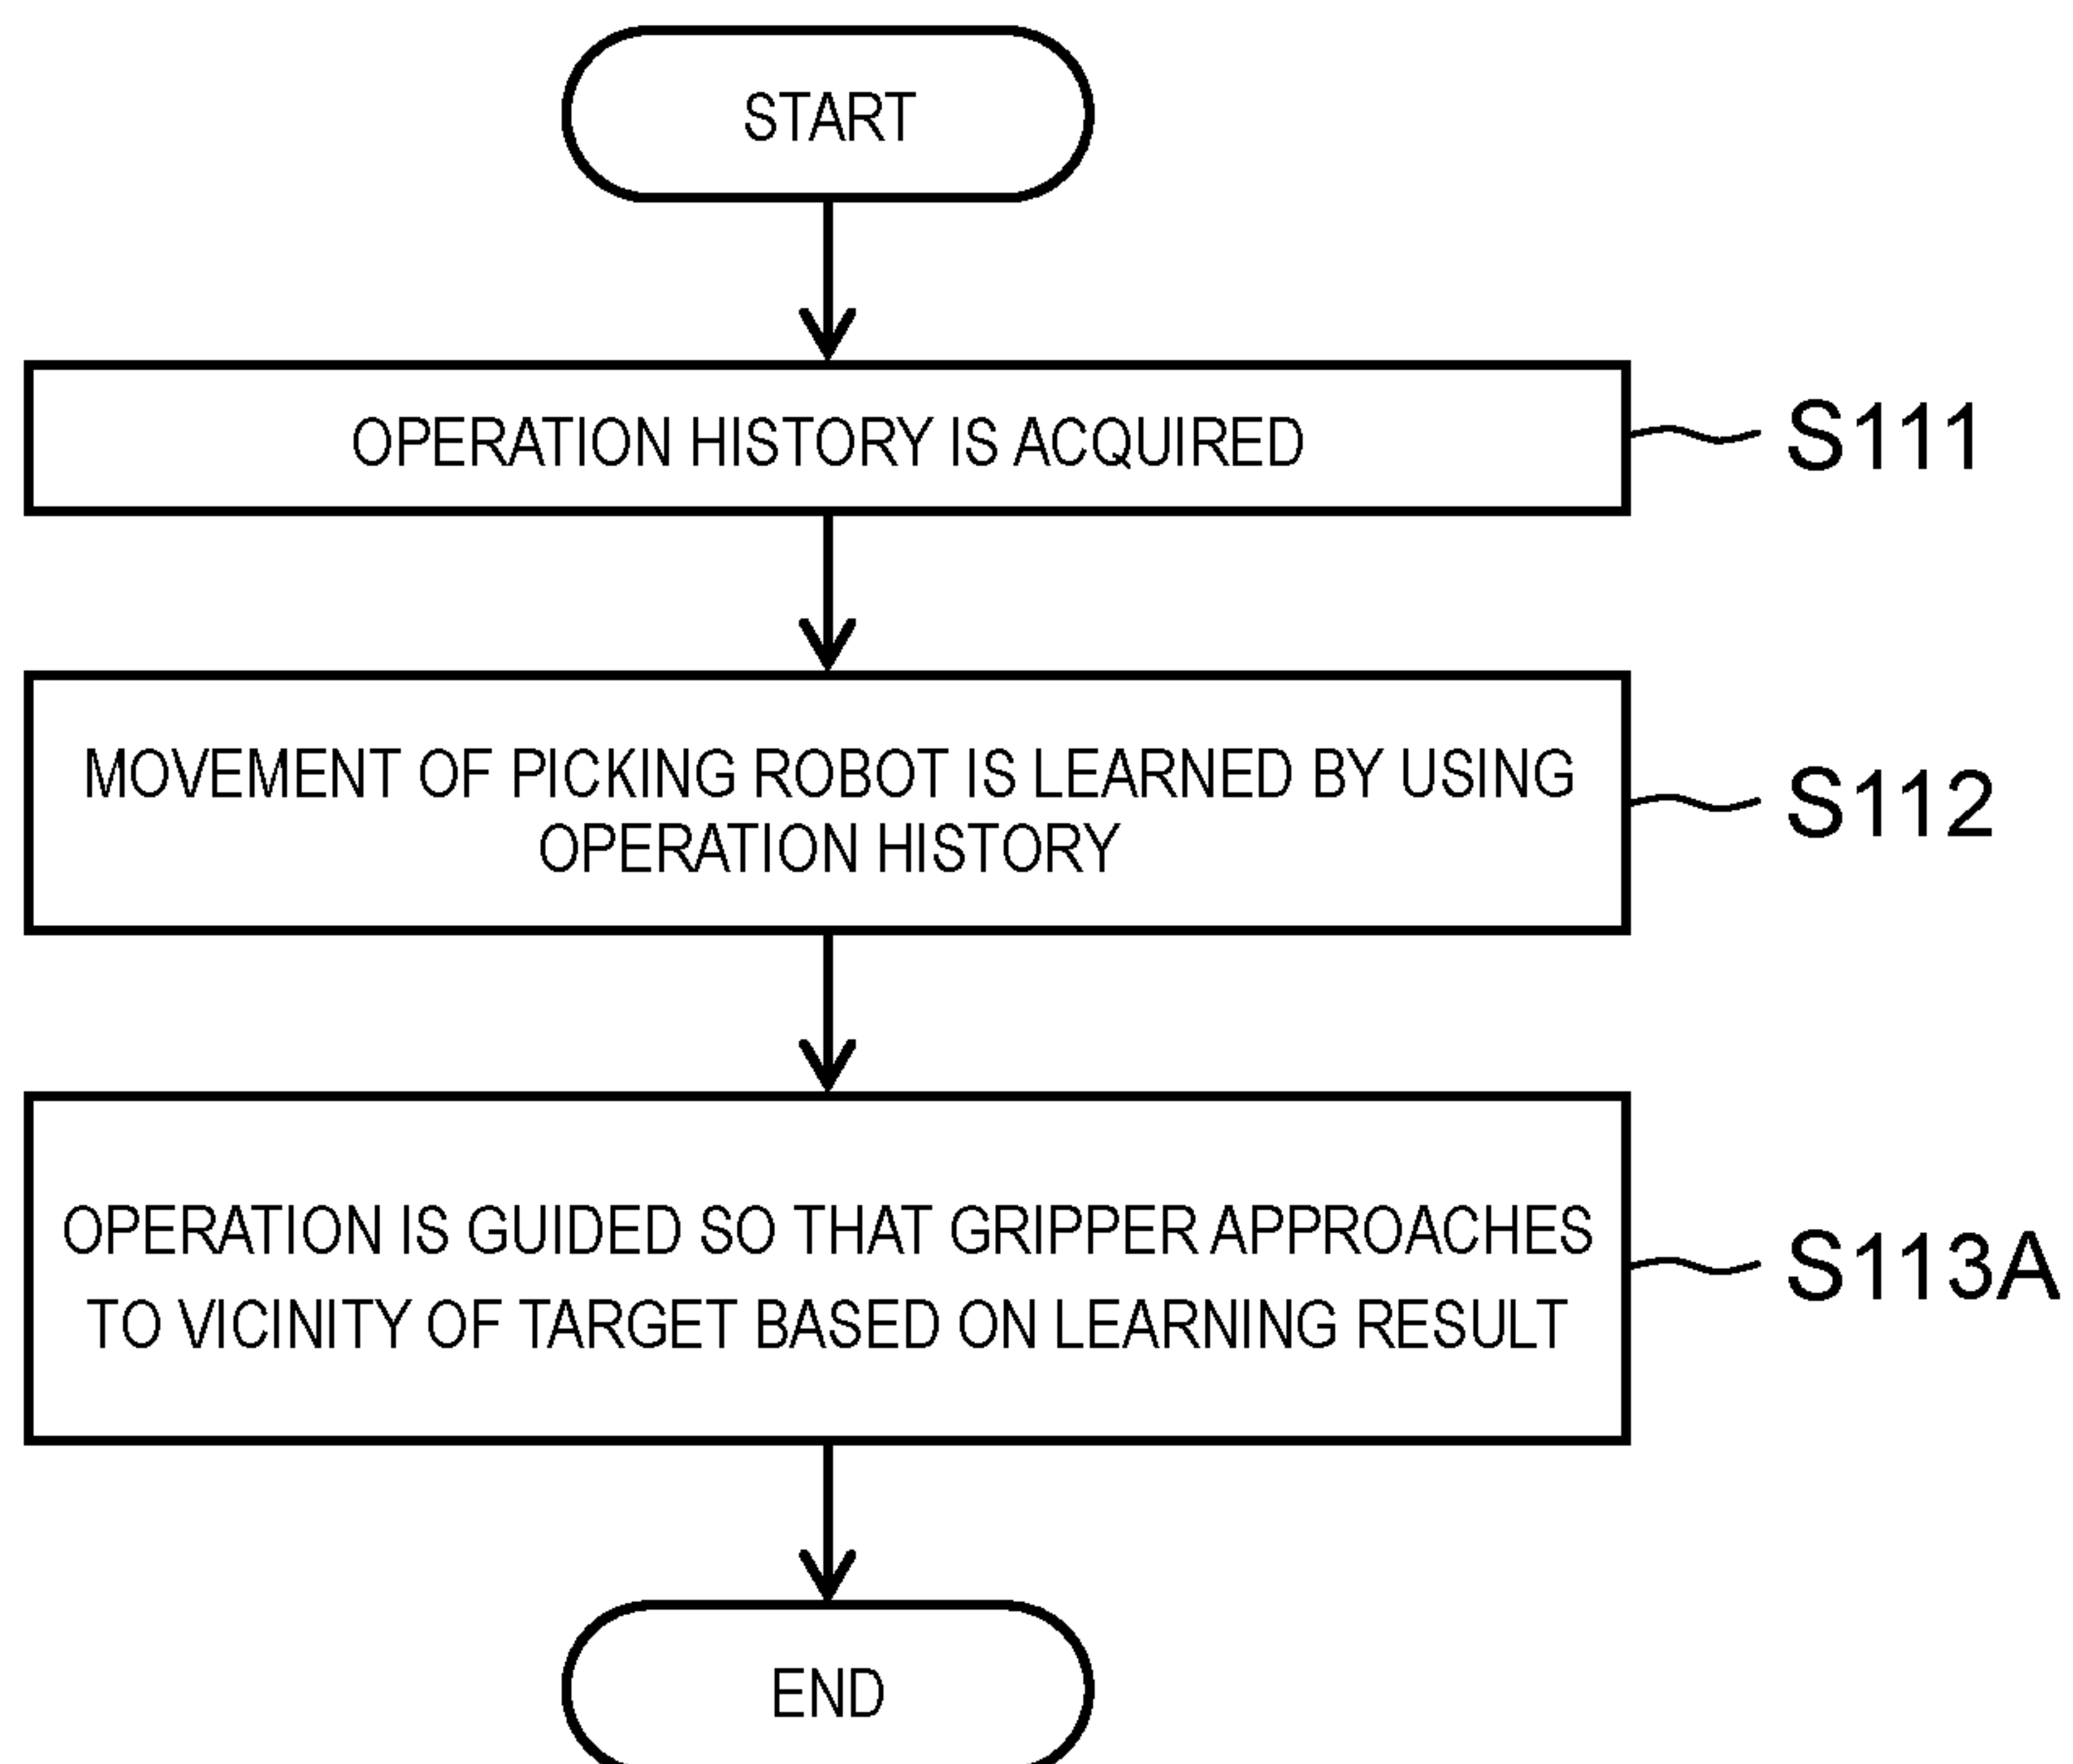 START
OPERATION HISTORY IS ACQUIRED
S111
MOVEMENT OF PICKING ROBOT IS LEARNED BY USING
OPERATION HISTORY
S112
OPERATION IS GUIDED SO THAT GRIPPER APPROACHES
TO VICINITY OF TARGET BASED ON LEARNING RESULT
S113A
END